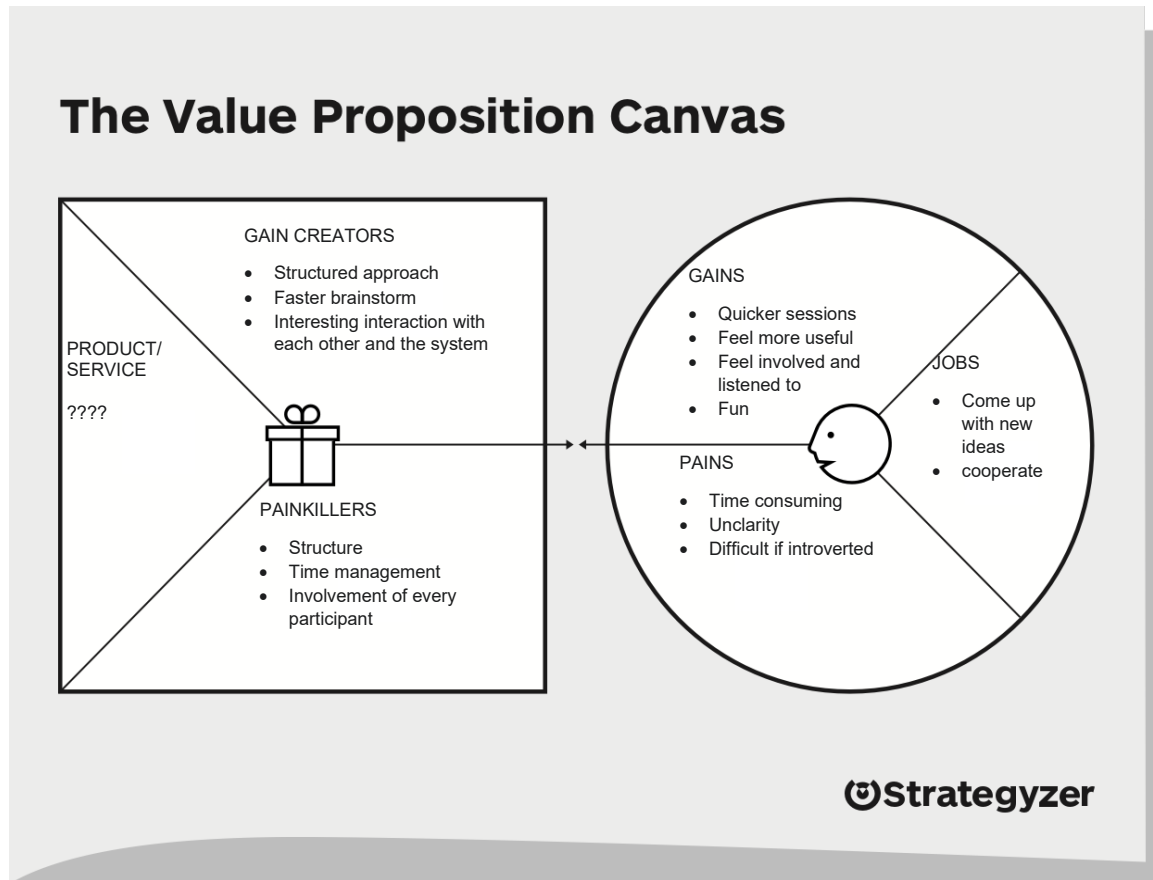 The Value Proposition Canvas
GAIN CREATORS
• Structured approach
• Faster brainstorm
• Interesting interaction with
each other and the system
PRODUCT/
SERVICE
????
PAINKILLERS
• Structure
• Time management
• Involvement of every
participant
GAINS
• Quicker sessions
• Feel more useful
• Feel involved and
listened to
• Fun
JOBS
• Come up
with new
ideas
• cooperate
PAINS
• Time consuming
• Unclarity
• Difficult if introverted
Strategyzer